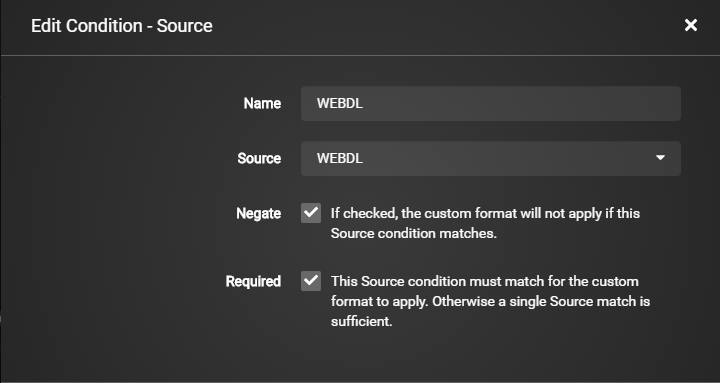 Edit Condition - Source
Name
WEBDL
Source
WEBDL
Negate
If checked, the custom format will not apply if this
Source condition matches.
Required
This Source condition must match for the custom
format to apply. Otherwise a single Source match is
sufficient.